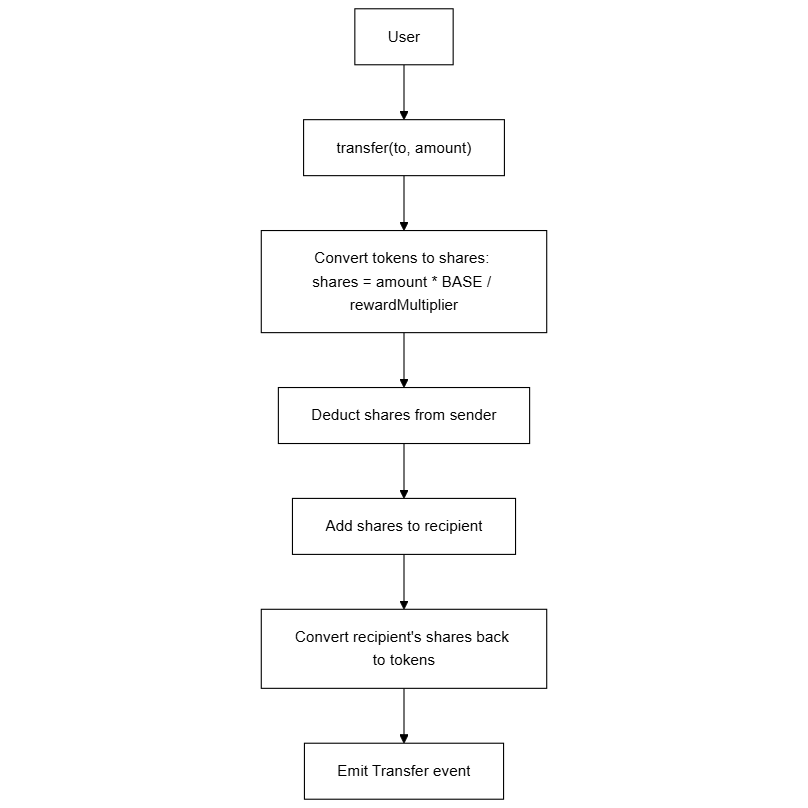 User
transfer(to, amount)
Convert tokens to shares:
shares = amount * BASE /
rewardMultiplier
Deduct shares from sender
Add shares to recipient
Convert recipient's shares back
to tokens
Emit Transfer event